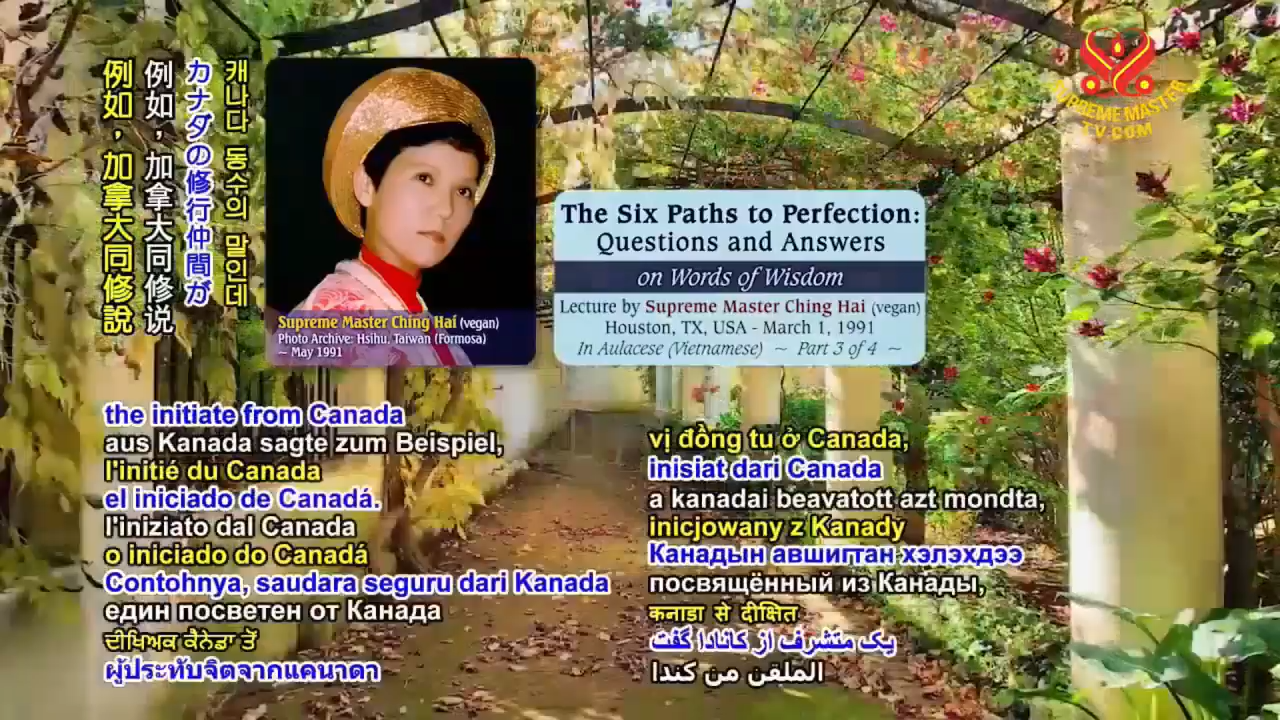 例如，加拿大同修說
例如，加拿大同修说
カナダの修行仲間が
캐나다 동수의 말인데
Supreme Master Ching Hai (vegan)
Photo Archive: Hsihu, Taiwan (Formosa)
~ May 1991
The Six Paths to Perfection:
Questions and Answers
on Words of Wisdom
Lecture by Supreme Master Ching Hai (vegan)
Houston, TX, USA - March 1, 1991
In Aulacese (Vietnamese) ~ Part 3 of 4 ~
SUPREME MASTER
TV.COM
the initiate from Canada
aus Kanada sagte zum Beispiel,
l'initié du Canada
el iniciado de Canadá.
l'iniziato dal Canada
o iniciado do Canadá
Contohnya, saudara seguru dari Kanada
един посветен от Канада
ਦੀਖਿਅਕ ਕੈਨੇਡਾ ਤੋਂ
ผู้ประทับจิตจากแคนาดา
vị đồng tu ở Canada,
inisiat dari Canada
a kanadai beavatott azt mondta,
inicjowany z Kanady
Канадын авшигтан хэлэхдээ
посвящённый из Канады,
कनाडा से दीक्षित
یک متشرف از کانادا گفت
الملقن من كندا